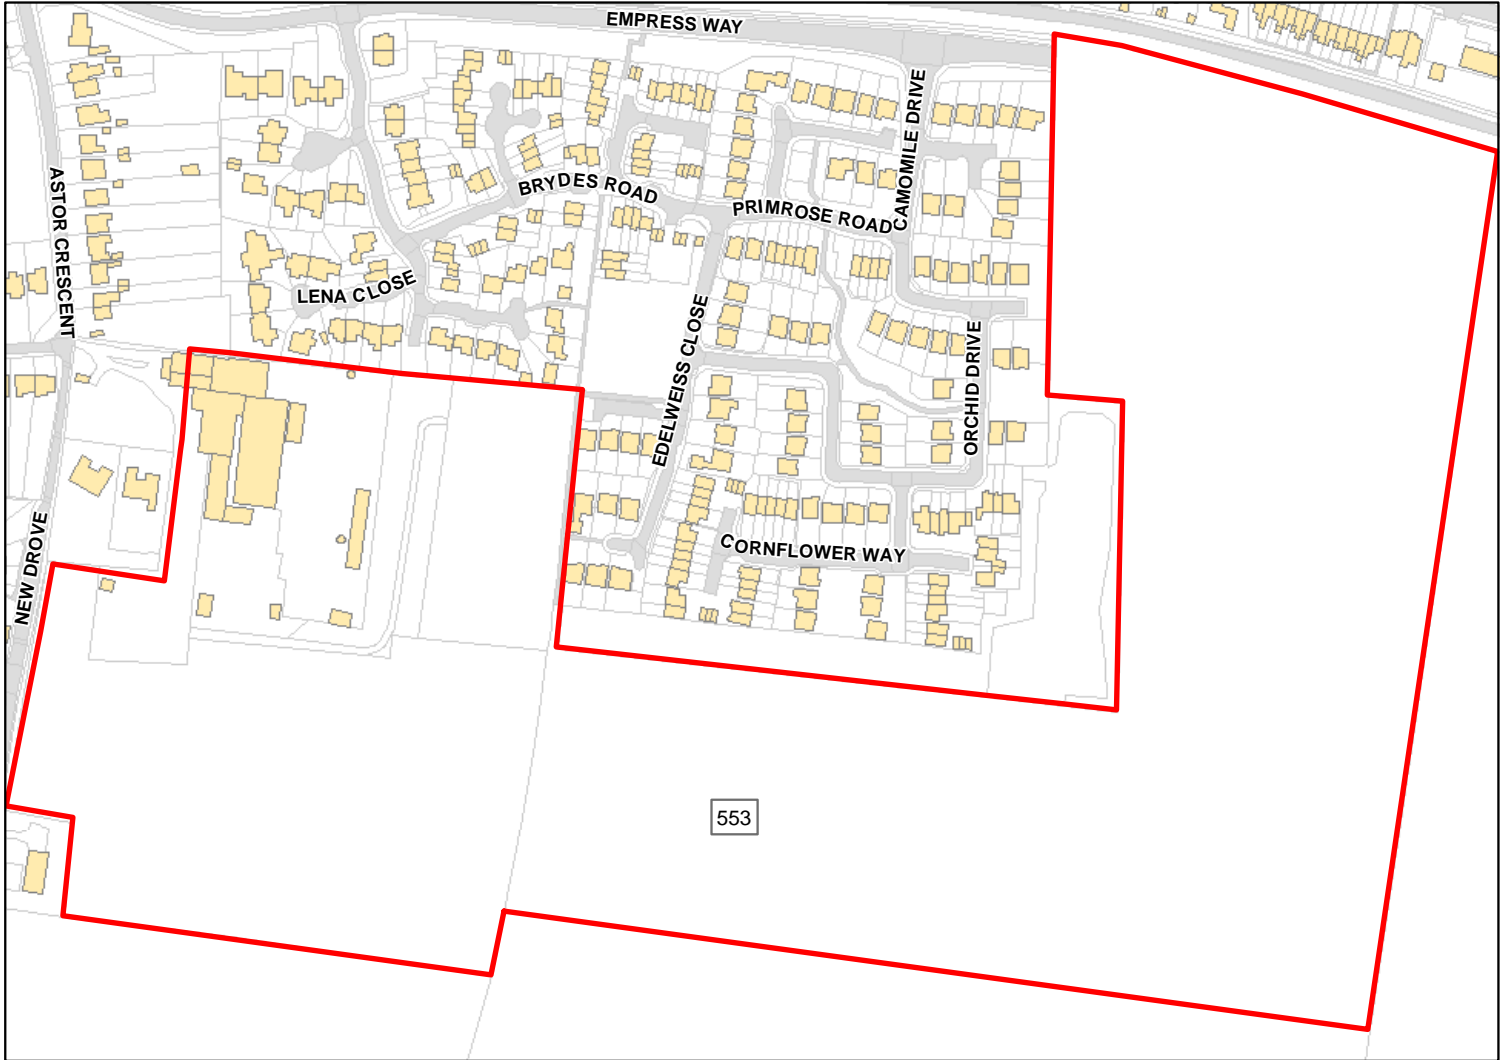 EMPRESS WAY
CAMOMILE DRIVE
ASTOR CRESCENT
BRYDES ROAD
PRIMROSE ROAD
LENA CLOSE
EDELWEISS CLOSE
ORCHID DRIVE
NEW DROVE
CORNFLOWER WAY
553